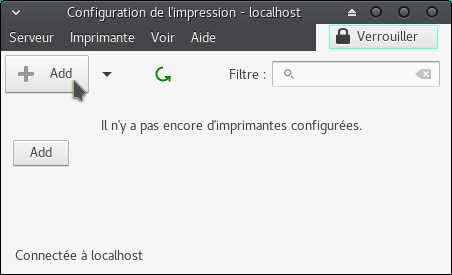 Configuration de l'impression - localhost
Serveur Imprimante Voir Aide Verrouiller
Add Filtre :
Il n'y a pas encore d'imprimantes configurées.
Add
Connectée à localhost